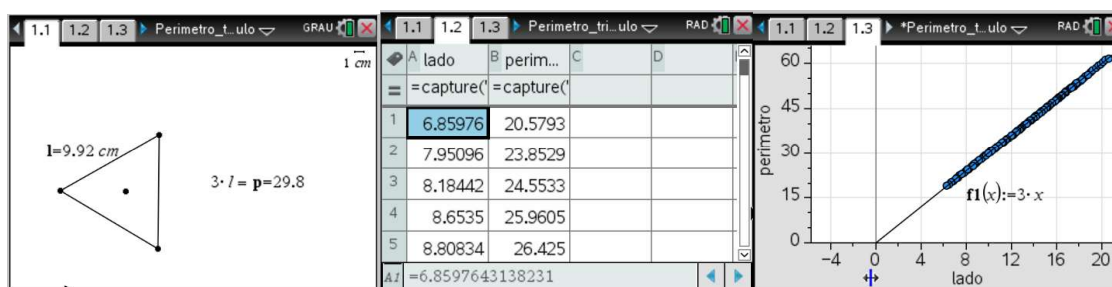 1.1 1.2 1.3 Perimetro_t...ulo GRAU
1 cm
l=9.92 cm
3·l = p=29.8
1.1 1.2 1.3 Perimetro_tri...ulo RAD
A lado B perim... C D
= =capture(' =capture('
1 6.85976 20.5793
2 7.95096 23.8529
3 8.18442 24.5533
4 8.6535 25.9605
5 8.80834 26.425
A1 =6.8597643138231
1.1 1.2 1.3 *Perimetro_t...ulo RAD
60
45
30
15
0
perimetro
f1(x):=3·x
-4 0 4 8 12 16 20
lado